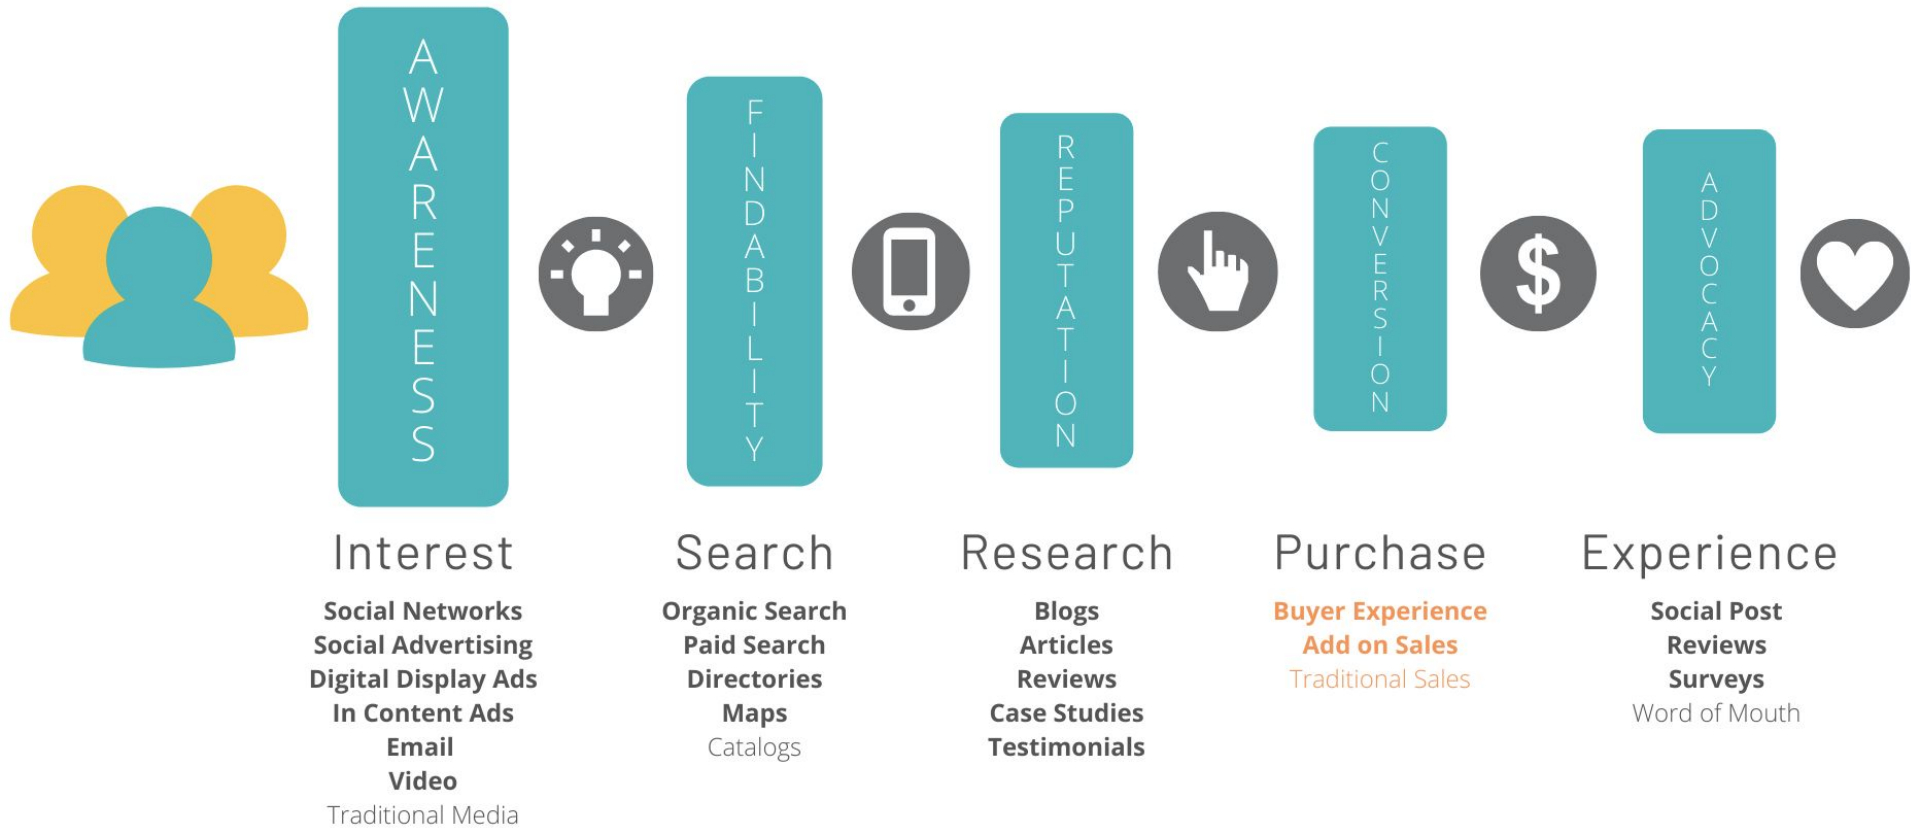 AWARENESS
FINDABILITY
REPUTATION
CONVERSION
$
ADVOCACY
Interest
Social Networks
Social Advertising
Digital Display Ads
In Content Ads
Email
Video
Traditional Media
Search
Organic Search
Paid Search
Directories
Maps
Catalogs
Research
Blogs
Articles
Reviews
Case Studies
Testimonials
Purchase
Buyer Experience
Add on Sales
Traditional Sales
Experience
Social Post
Reviews
Surveys
Word of Mouth